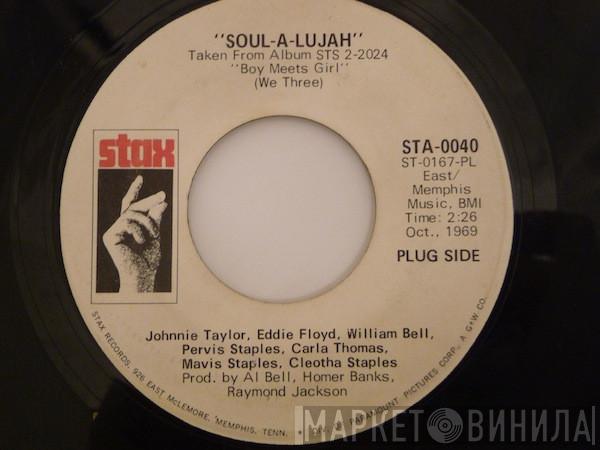 "SOUL-A-LUJAH"
Taken From Album STS 2-2024
"Boy Meets Girl"
(We Three)
stax
STA-0040
ST-0167-PL
East/
Memphis
Music, BMI
Time: 2:26
Oct., 1969
PLUG SIDE
Johnnie Taylor, Eddie Floyd, William Bell,
Pervis Staples, Carla Thomas,
Mavis Staples, Cleotha Staples
Prod. by Al Bell, Homer Banks,
Raymond Jackson
STAX RECORDS, 926 EAST McLEMORE, MEMPHIS, TENN. * DIV. OF PARAMOUNT PICTURES CORP., A G+W CO.
МАРКЕТ ВИНИЛА